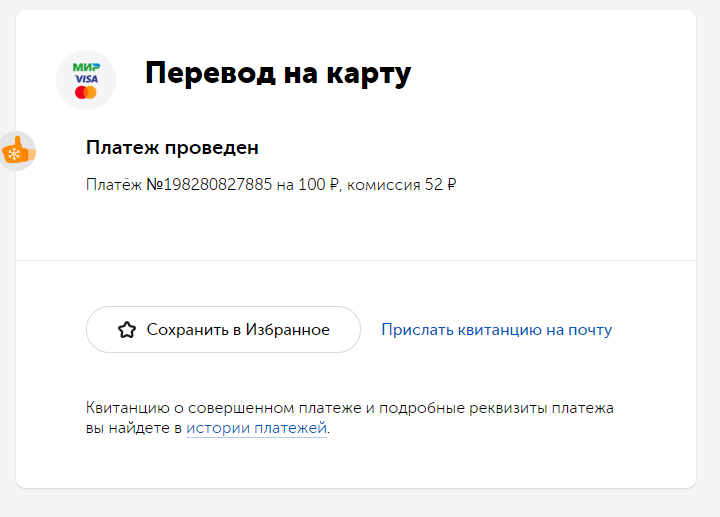 МИР
VISA
Перевод на карту
Платеж проведен
Платёж №198280827885 на 100 ₽, комиссия 52 ₽
Сохранить в Избранное
Прислать квитанцию на почту
Квитанцию о совершенном платеже и подробные реквизиты платежа
вы найдете в истории платежей.